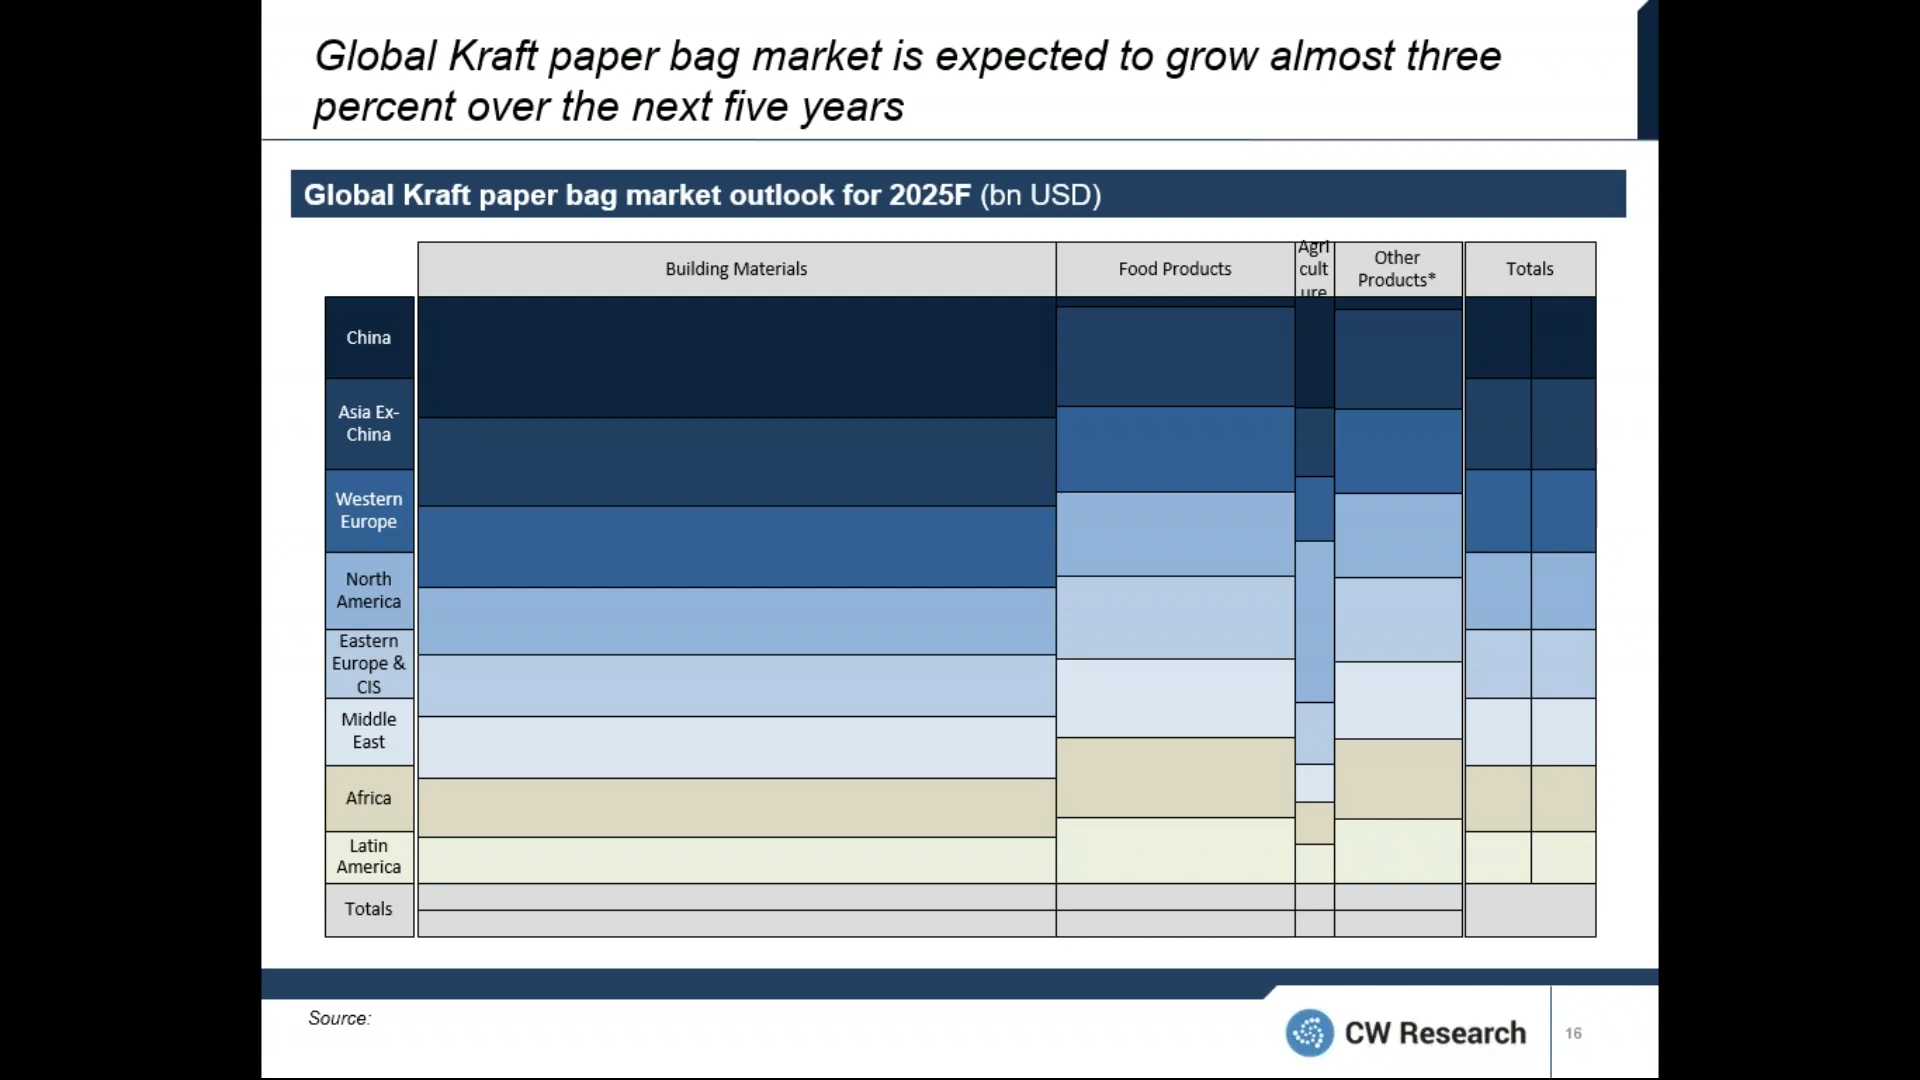 Global Kraft paper bag market is expected to grow almost three
percent over the next five years
Global Kraft paper bag market outlook for 2025F (bn USD)
Building Materials
Food Products
Agri
cult
ure
Other
Products*
Totals
China
Asia Ex-
China
Western
Europe
North
America
Eastern
Europe &
CIS
Middle
East
Africa
Latin
America
Totals
Source:
CW Research
16